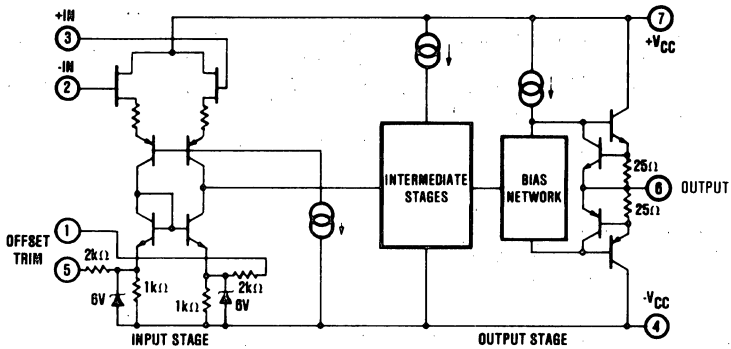 +IN
3
-IN
2
7
+VCC
INTERMEDIATE
STAGES
BIAS
NETWORK
25Ω
6 OUTPUT
25Ω
1
OFFSET
TRIM
5
2kΩ
6V
1kΩ
1kΩ
2kΩ
6V
-VCC
4
INPUT STAGE
OUTPUT STAGE